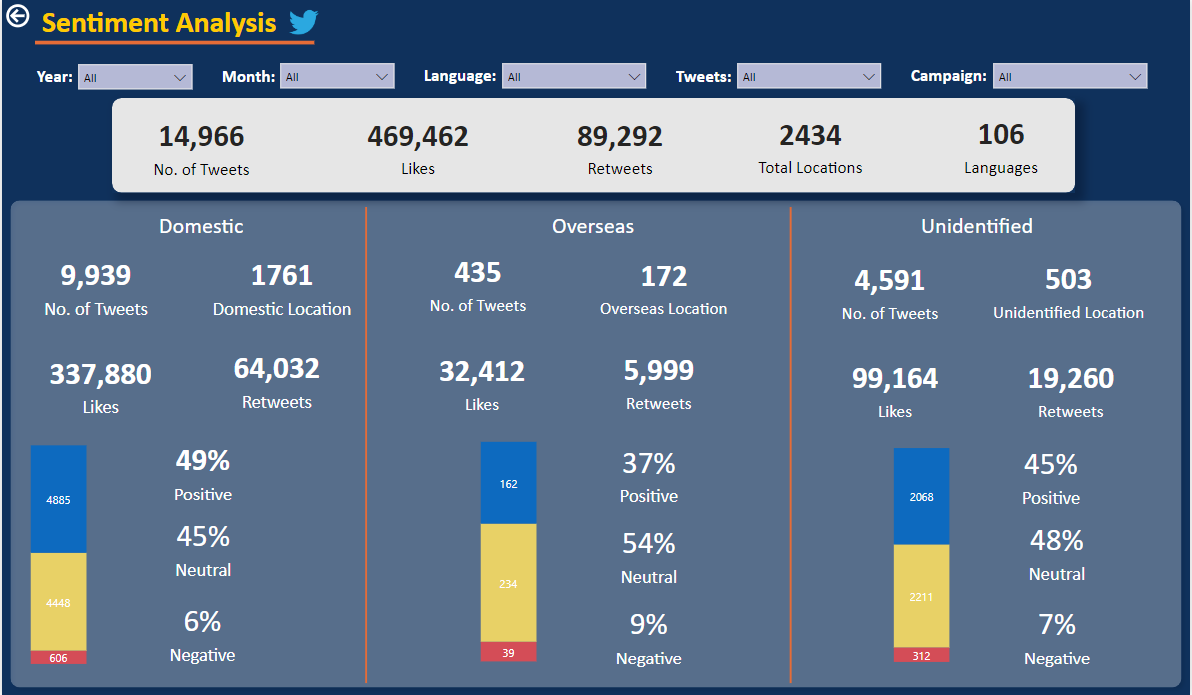 Sentiment Analysis
Year: All Month: All Language: All Tweets: All Campaign: All
14,966 469,462 89,292 2434 106
No. of Tweets Likes Retweets Total Locations Languages
Domestic
9,939 1761
No. of Tweets Domestic Location
337,880 64,032
Likes Retweets
4885
4448
606
49%
Positive
45%
Neutral
6%
Negative
Overseas
435 172
No. of Tweets Overseas Location
32,412 5,999
Likes Retweets
162
234
39
37%
Positive
54%
Neutral
9%
Negative
Unidentified
4,591 503
No. of Tweets Unidentified Location
99,164 19,260
Likes Retweets
2068
2211
312
45%
Positive
48%
Neutral
7%
Negative